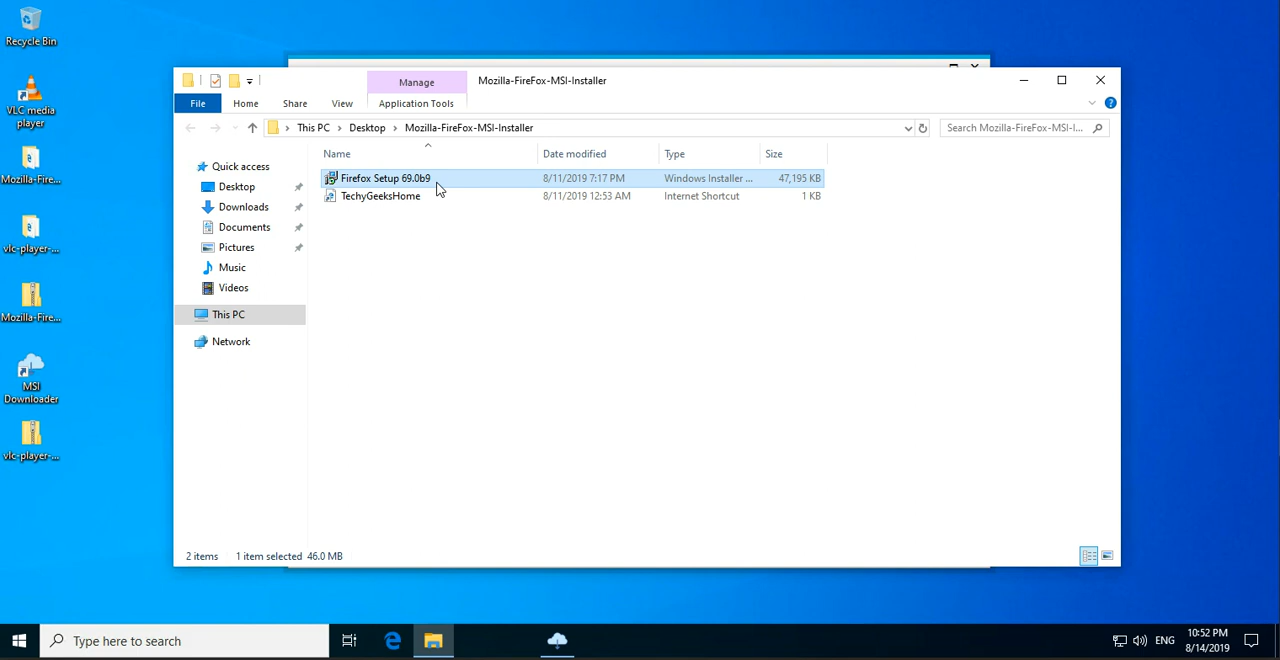 Recycle Bin
VLC media
player
Mozilla-Fire...
vlc-player-...
Mozilla-Fire...
MSI
Downloader
vlc-player-...
Manage
Mozilla-FireFox-MSI-Installer
File
Home
Share
View
Application Tools
This PC > Desktop > Mozilla-FireFox-MSI-Installer
Search Mozilla-FireFox-MSI-I...
Quick access
Desktop
Downloads
Documents
Pictures
Music
Videos
This PC
Network
Name Date modified Type Size
Firefox Setup 69.0b9 8/11/2019 7:17 PM Windows Installer ... 47,195 KB
TechyGeeksHome 8/11/2019 12:53 AM Internet Shortcut 1 KB
2 items 1 item selected 46.0 MB
Type here to search
ENG
10:52 PM
8/14/2019